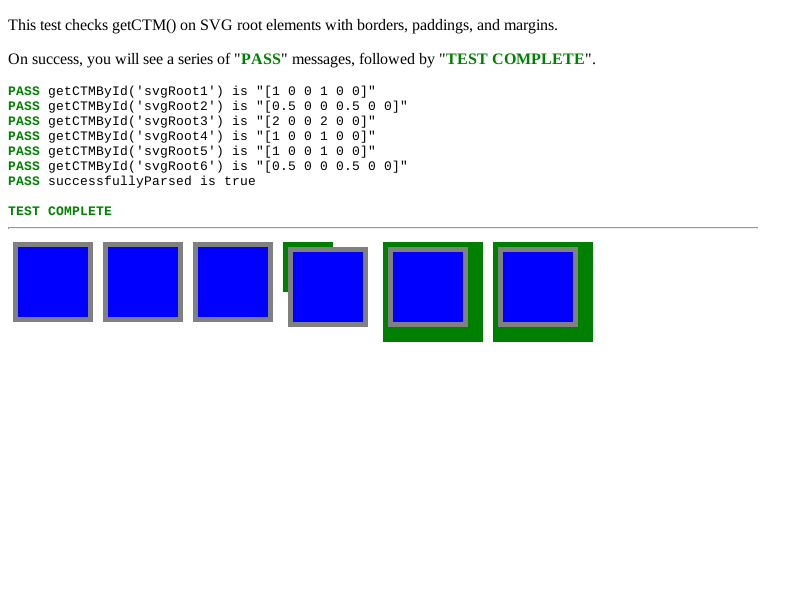 This test checks getCTM() on SVG root elements with borders, paddings, and margins.
On success, you will see a series of "PASS" messages, followed by "TEST COMPLETE".
PASS getCTMById('svgRoot1') is "[1 0 0 1 0 0]"
PASS getCTMById('svgRoot2') is "[0.5 0 0 0.5 0 0]"
PASS getCTMById('svgRoot3') is "[2 0 0 2 0 0]"
PASS getCTMById('svgRoot4') is "[1 0 0 1 0 0]"
PASS getCTMById('svgRoot5') is "[1 0 0 1 0 0]"
PASS getCTMById('svgRoot6') is "[0.5 0 0 0.5 0 0]"
PASS successfullyParsed is true
TEST COMPLETE